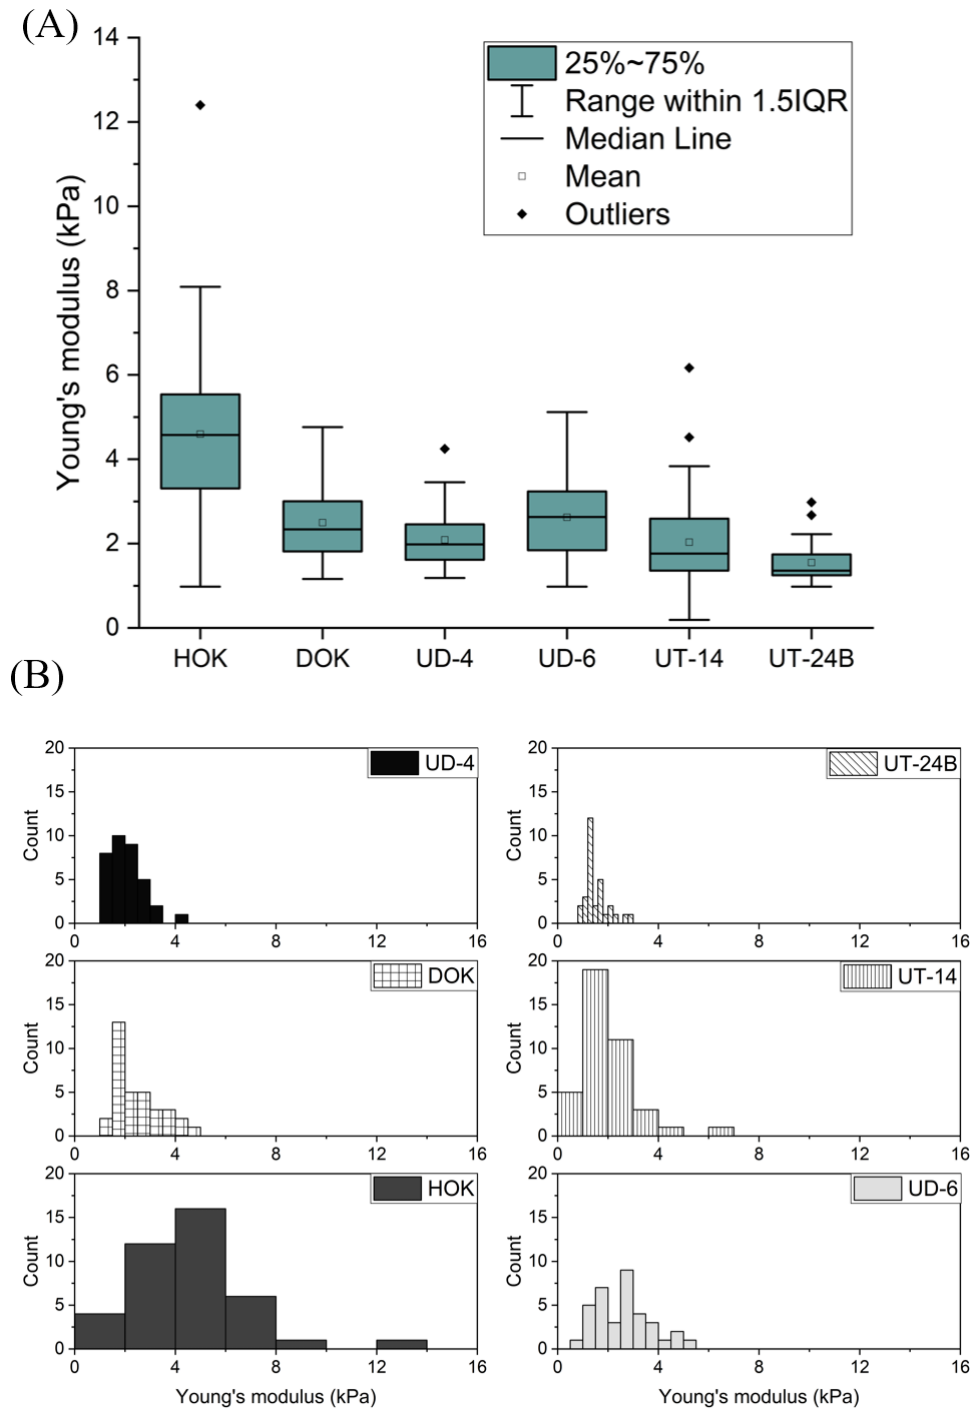 (A)
14
12
10
8
6
4
2
0
Young's modulus (kPa)
25%~75%
Range within 1.5IQR
Median Line
Mean
Outliers
HOK DOK UD-4 UD-6 UT-14 UT-24B
(B)
20
15
10
5
0
Count
UD-4
0 4 8 12 16
20
15
10
5
0
Count
UT-24B
0 4 8 12 16
20
15
10
5
0
Count
DOK
0 4 8 12 16
20
15
10
5
0
Count
UT-14
0 4 8 12 16
20
15
10
5
0
Count
HOK
0 4 8 12 16
Young's modulus (kPa)
20
15
10
5
0
Count
UD-6
0 4 8 12 16
Young's modulus (kPa)